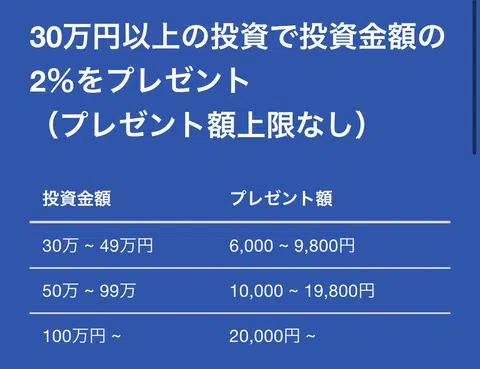 30万円以上の投資で投資金額の
2%をプレゼント
（プレゼント額上限なし）
投資金額 プレゼント額
30万 ~ 49万円 6,000 ~ 9,800円
50万 ~ 99万 10,000 ~ 19,800円
100万円 ~ 20,000円 ~